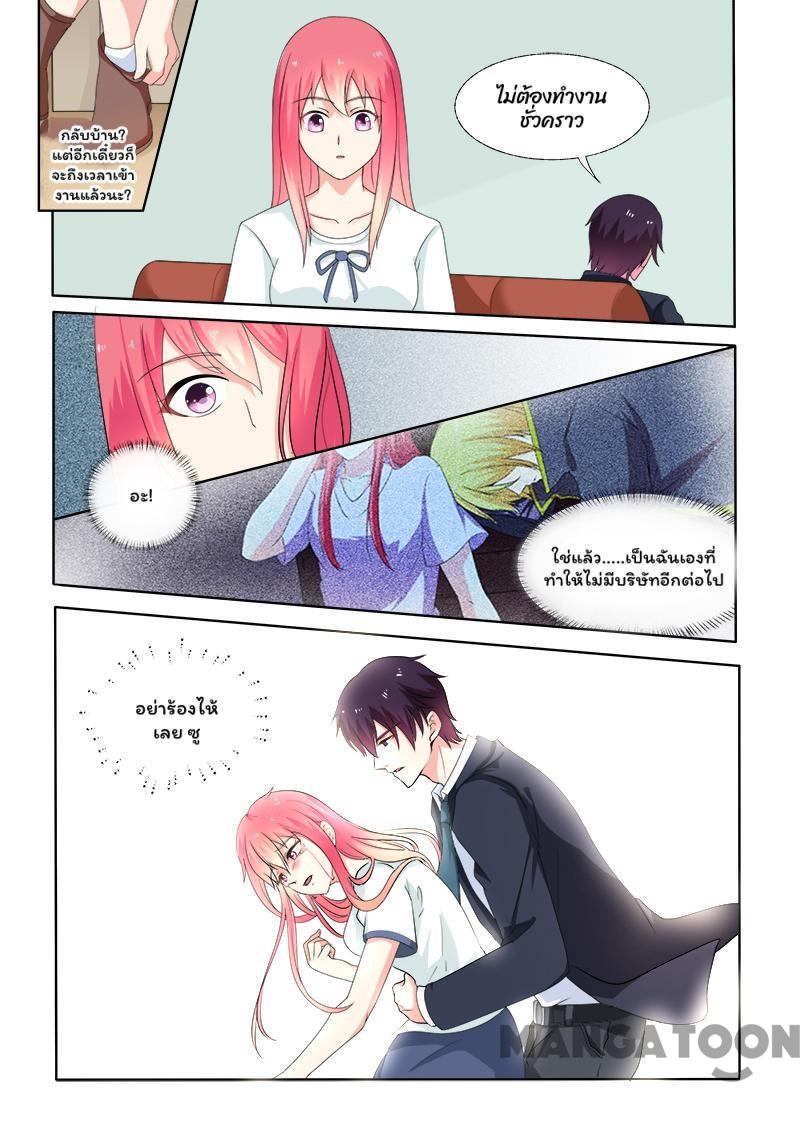 กลับบ้าน?
แต่อีกเดี๋ยวก็
จะถึงเวลาเข้า
งานแล้วนะ?
ไม่ต้องทำงาน
ชั่วคราว
อะ!
ใช่แล้ว.....เป็นฉันเองที่
ทำให้ไม่มีบริษัทอีกต่อไป
อย่าร้องไห้
เลย ซู
MANGATOON